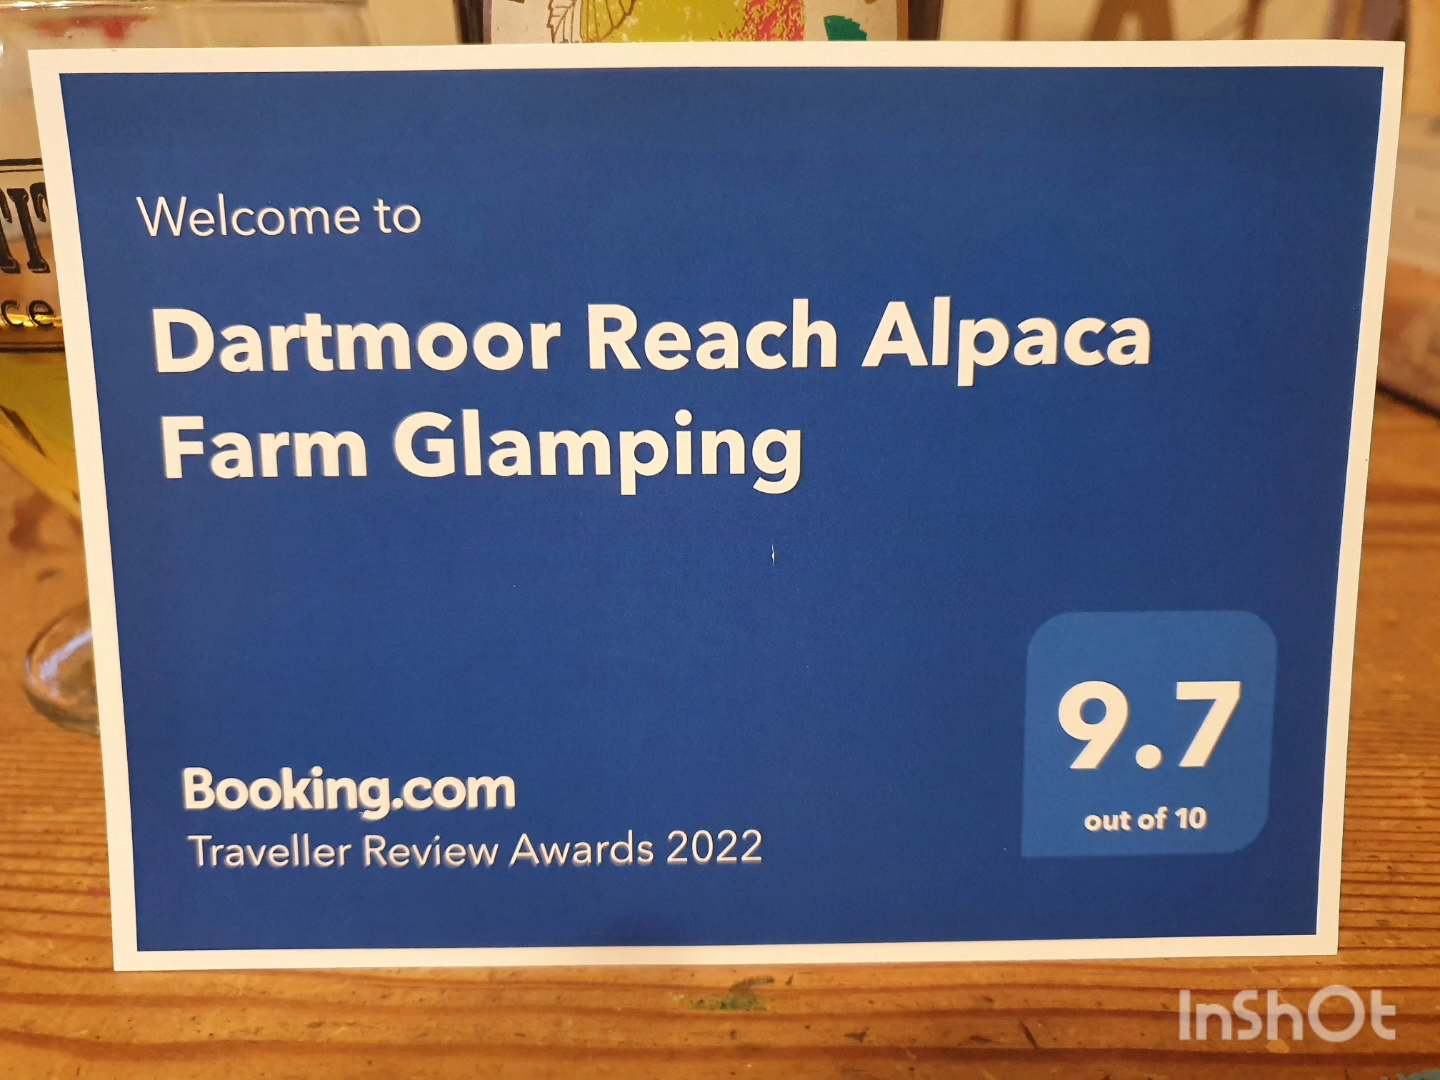 Welcome to
Dartmoor Reach Alpaca
Farm Glamping
9.7
out of 10
Booking.com
Traveller Review Awards 2022
InShOt